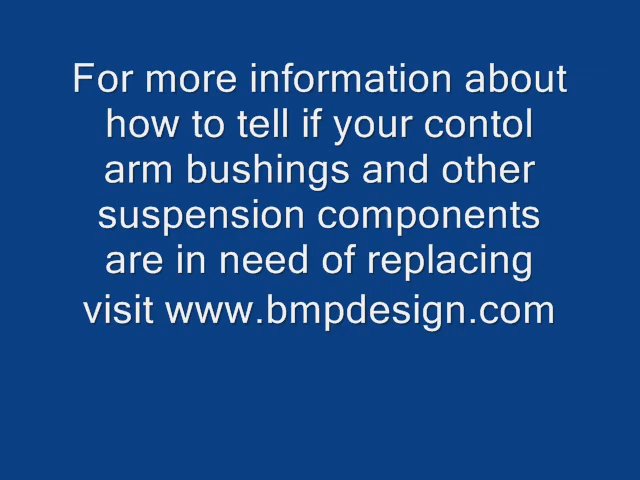 For more information about
how to tell if your contol
arm bushings and other
suspension components
are in need of replacing
visit www.bmpdesign.com